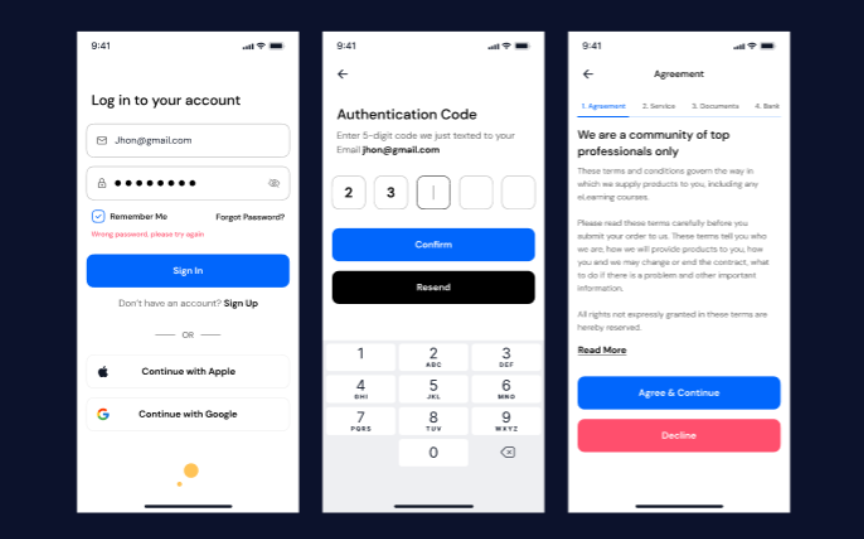 9:41
Log in to your account
Jhon@gmail.com
Remember Me
Forgot Password?
Wrong password, please try again
Sign In
Don't have an account? Sign Up
OR
Continue with Apple
Continue with Google
9:41
Authentication Code
Enter 5-digit code we just texted to your
Email jhon@gmail.com
2 3
Confirm
Resend
1 2 3
ABC DEF
4 5 6
GHI JKL MNO
7 8 9
PQRS TUV WXYZ
0
9:41
Agreement
1. Agreement 2. Service 3. Documents 4. Bank
We are a community of top
professionals only
These terms and conditions govern the way in
which we supply products to you, including any
eLearning courses.
Please read these terms carefully before you
submit your order to us. These terms tell you who
we are, how we will provide products to you, how
you and we may change or end the contract, what
to do if there is a problem and other important
information.
All rights not expressly granted in these terms are
hereby reserved.
Read More
Agree & Continue
Decline